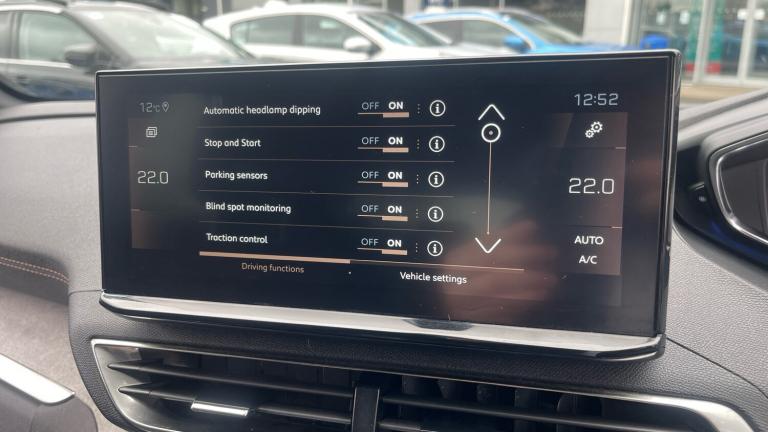 12°C
12:52
Automatic headlamp dipping OFF ON
Stop and Start OFF ON
Parking sensors OFF ON
Blind spot monitoring OFF ON
Traction control OFF ON
22.0
22.0
AUTO
A/C
Driving functions
Vehicle settings